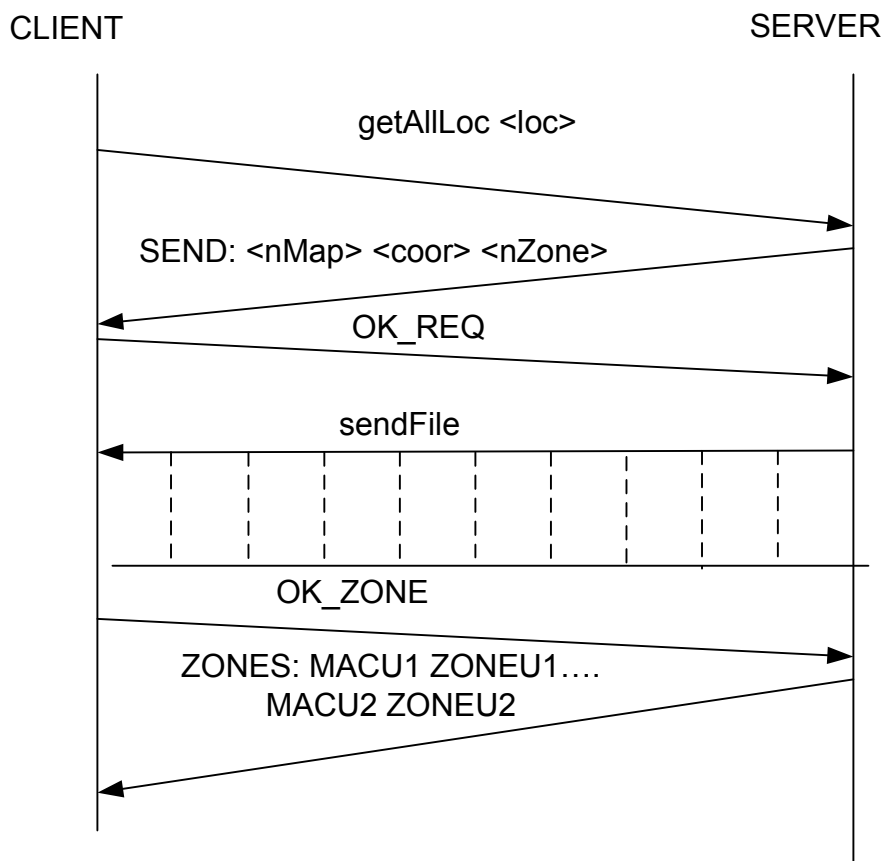 CLIENT
SERVER
getAllLoc <loc>
SEND: <nMap> <coor> <nZone>
OK_REQ
sendFile
OK_ZONE
ZONES: MACU1 ZONEU1….
MACU2 ZONEU2